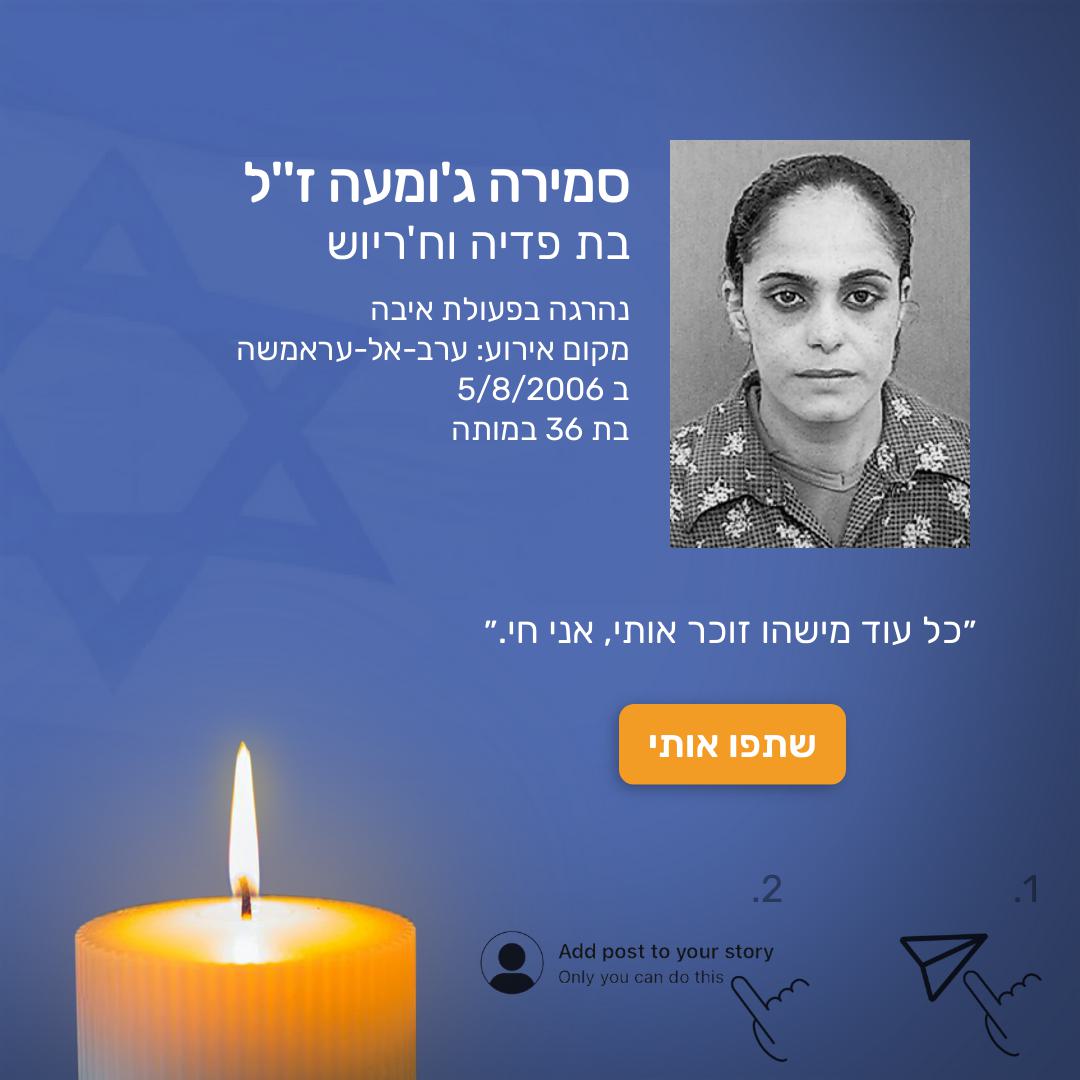 סמירה ג'ומעה ז''ל
בת פדיה וח'ריוש
נהרגה בפעולת איבה
מקום אירוע: ערב-אל-עראמשה
ב 5/8/2006
בת 36 במותה
״כל עוד מישהו זוכר אותי, אני חי.״
שתפו אותי
.1
.2
Add post to your story
Only you can do this